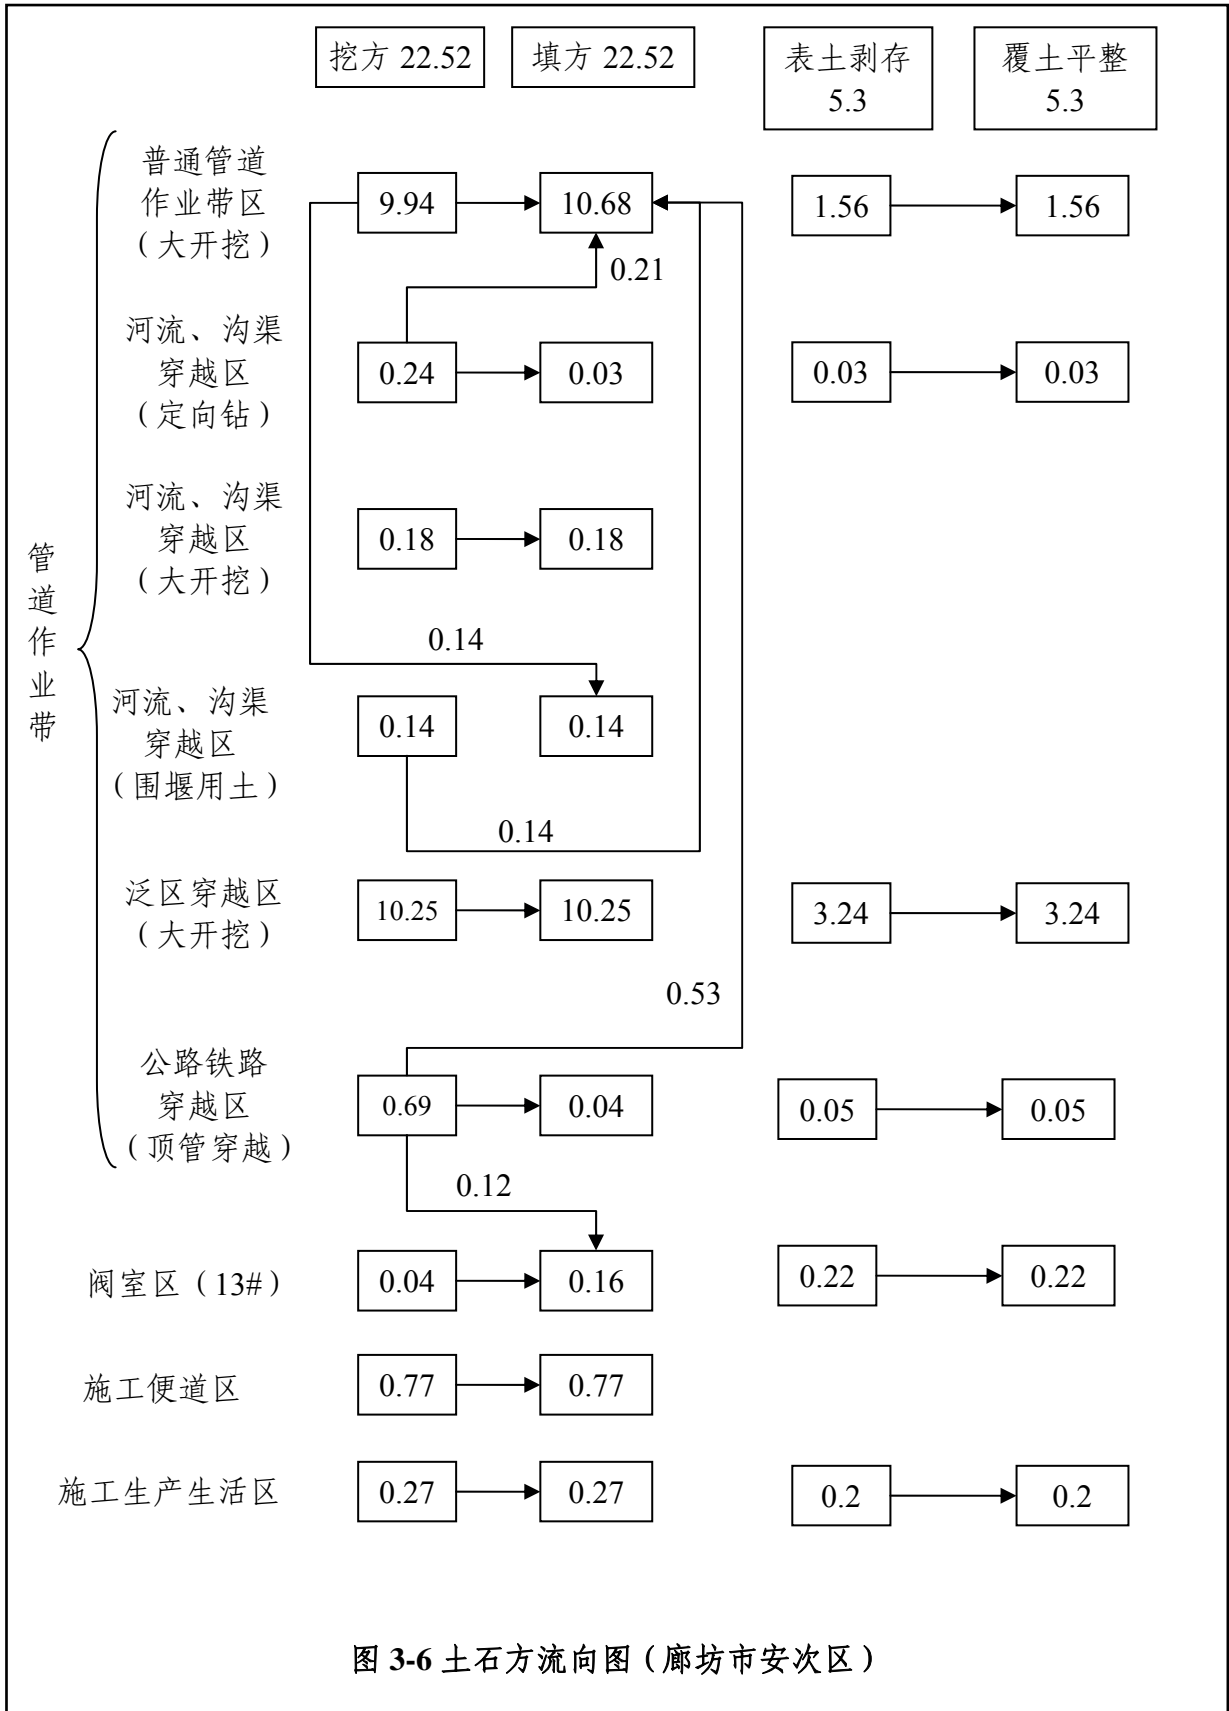 挖方 22.52
填方 22.52
表土剥存
5.3
覆土平整
5.3
管道作业带
普通管道
作业带区
（大开挖）
9.94
10.68
1.56
1.56
0.21
河流、沟渠
穿越区
（定向钻）
0.24
0.03
0.03
0.03
河流、沟渠
穿越区
（大开挖）
0.18
0.18
0.14
河流、沟渠
穿越区
（围堰用土）
0.14
0.14
0.14
泛区穿越区
（大开挖）
10.25
10.25
3.24
3.24
0.53
公路铁路
穿越区
（顶管穿越）
0.69
0.04
0.05
0.05
0.12
阀室区（13#）
0.04
0.16
0.22
0.22
施工便道区
0.77
0.77
施工生产生活区
0.27
0.27
0.2
0.2
图 3-6 土石方流向图（廊坊市安次区）